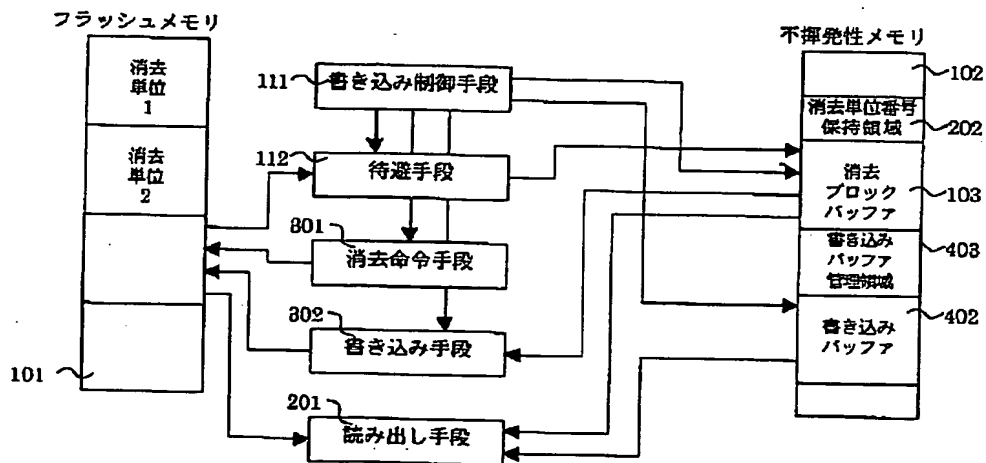 フラッシュメモリ
消去
単位
1
消去
単位
2
101
111
書き込み制御手段
112
待避手段
301
消去命令手段
302
書き込み手段
201
読み出し手段
不揮発性メモリ
102
消去単位番号
保持領域
202
消去
ブロック
バッファ
103
書き込み
バッファ
管理領域
403
書き込み
バッファ
402